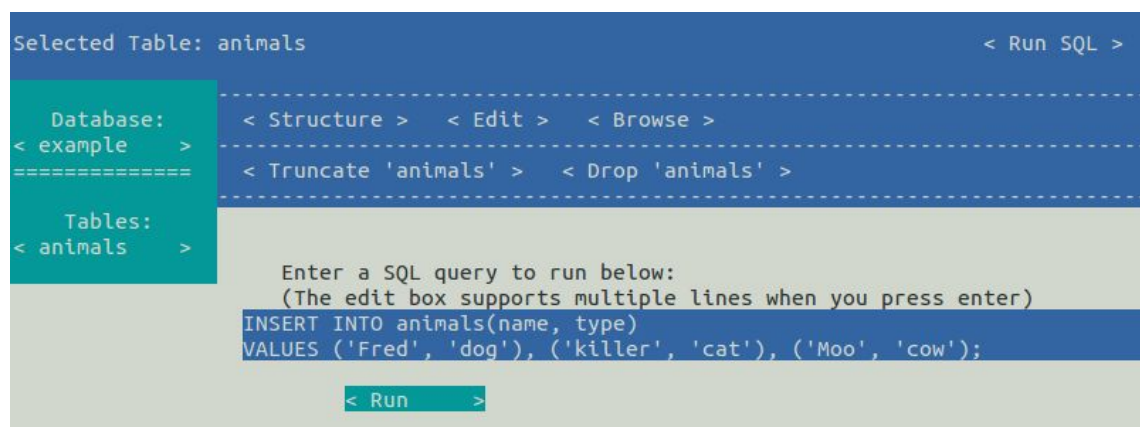 Selected Table: animals < Run SQL >
Database:
< example >
==============
Tables:
< animals >
< Structure > < Edit > < Browse >
< Truncate 'animals' > < Drop 'animals' >
Enter a SQL query to run below:
(The edit box supports multiple lines when you press enter)
INSERT INTO animals(name, type)
VALUES ('Fred', 'dog'), ('killer', 'cat'), ('Moo', 'cow');
< Run >